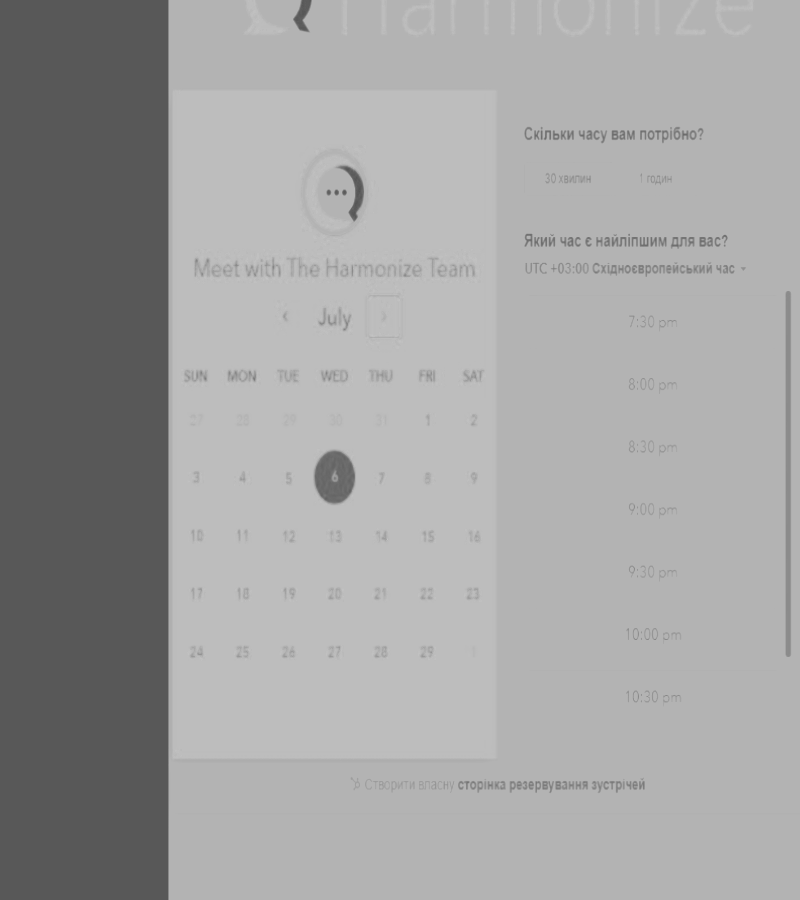 Harmonize
Meet with The Harmonize Team
‹ July ›
SUN MON TUE WED THU FRI SAT
27 28 29 30 31 1 2
3 4 5 6 7 8 9
10 11 12 13 14 15 16
17 18 19 20 21 22 23
24 25 26 27 28 29
Скільки часу вам потрібно?
30 хвилин 1 годин
Який час є найліпшим для вас?
UTC +03:00 Східноєвропейський час
7:30 pm
8:00 pm
8:30 pm
9:00 pm
9:30 pm
10:00 pm
10:30 pm
Створити власну сторінка резервування зустрічей